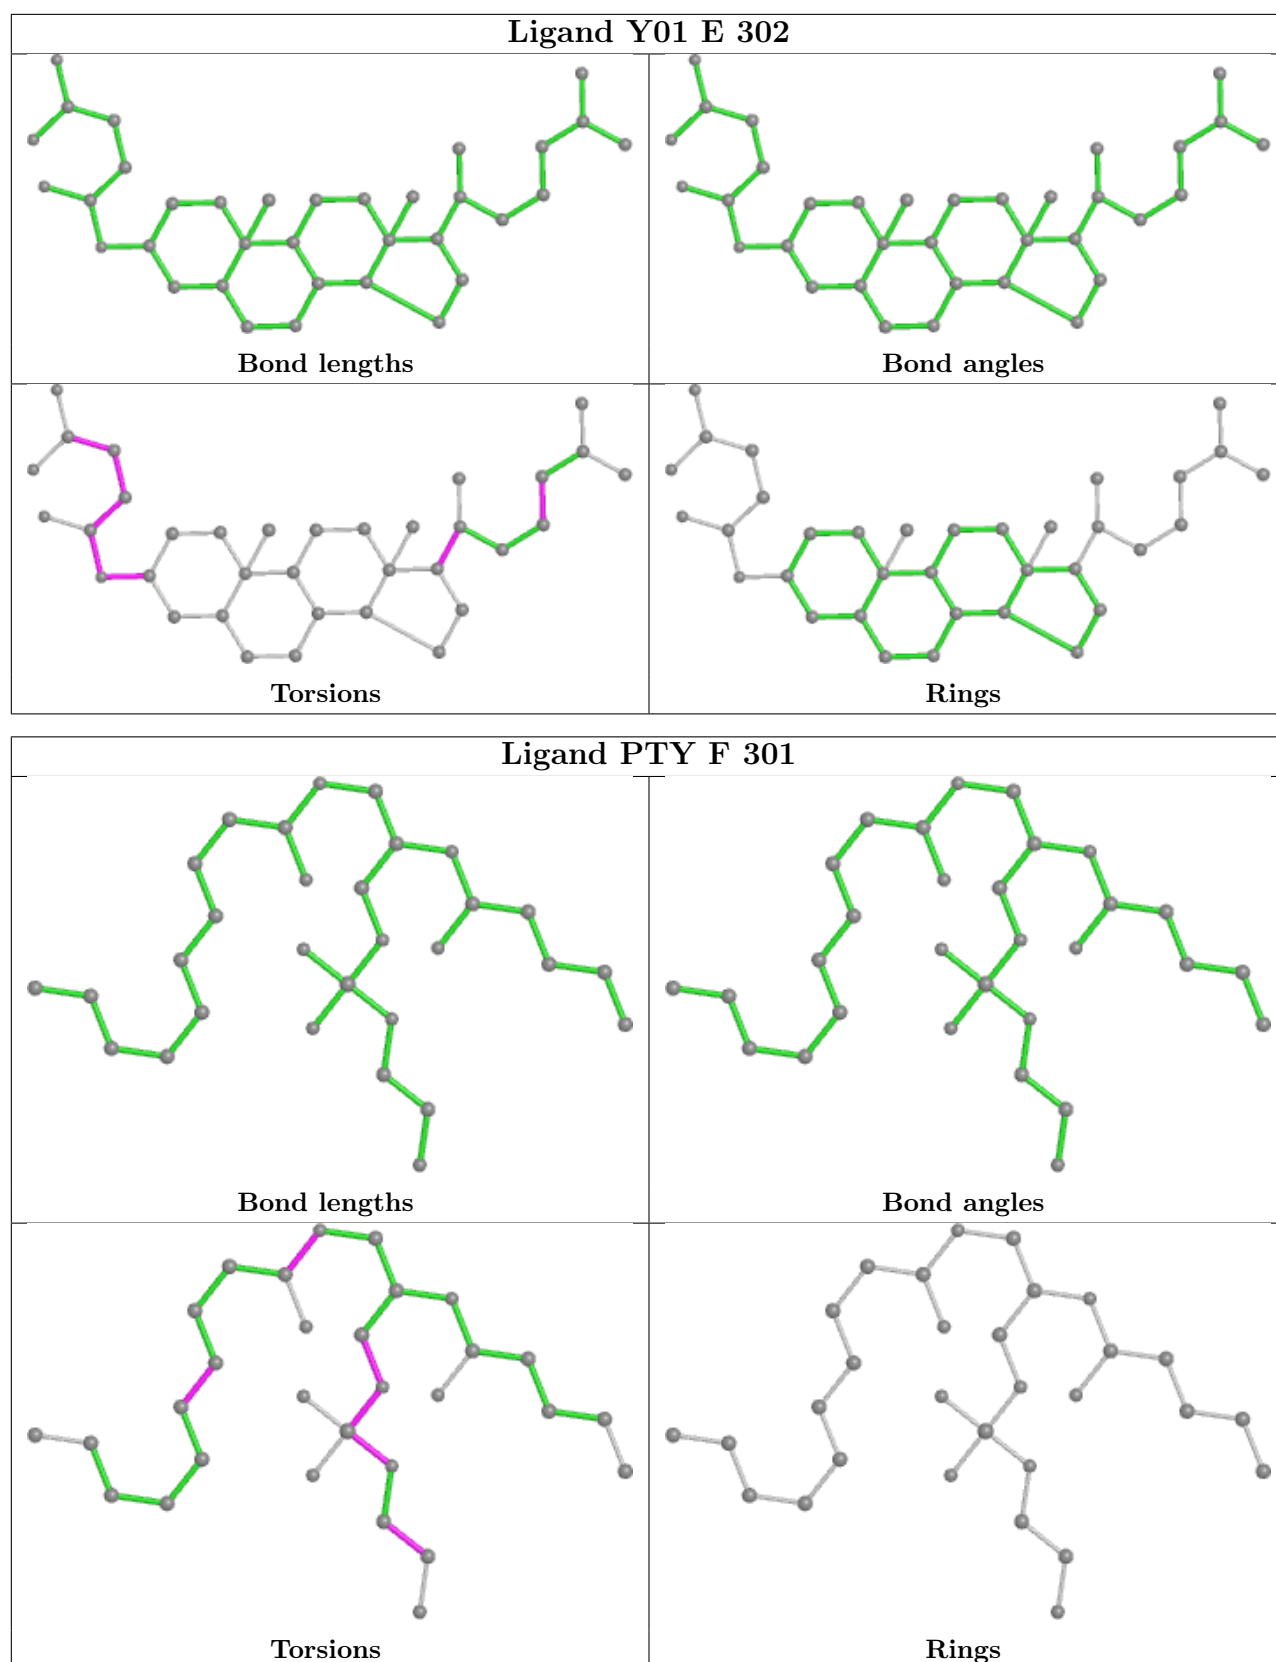 Ligand Y01 E 302
Bond lengths
Bond angles
Torsions
Rings
Ligand PTY F 301
Bond lengths
Bond angles
Torsions
Rings